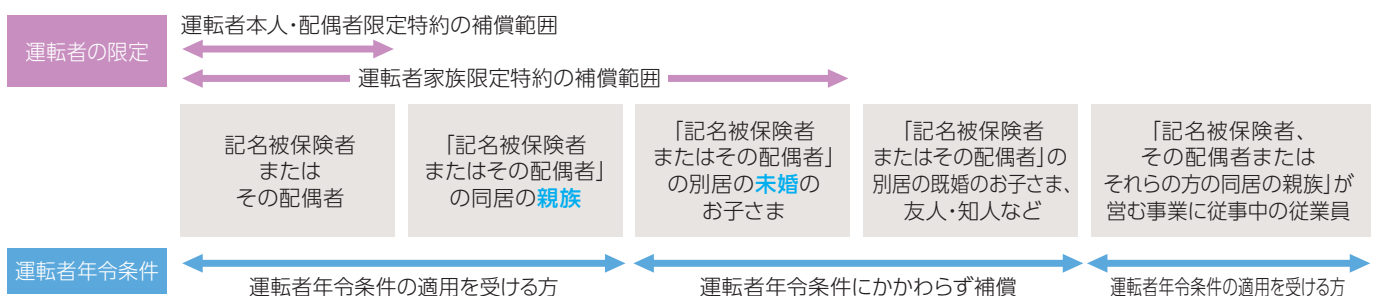 運転者本人・配偶者限定特約の補償範囲
運転者の限定
運転者家族限定特約の補償範囲
記名被保険者
または
その配偶者
「記名被保険者
またはその配偶者」
の同居の親族
「記名被保険者
またはその配偶者」
の別居の未婚の
お子さま
「記名被保険者
またはその配偶者」の
別居の既婚のお子さま、
友人・知人など
「記名被保険者、
その配偶者または
それらの方の同居の親族」が
営む事業に従事中の従業員
運転者年令条件
運転者年令条件の適用を受ける方
運転者年令条件にかかわらず補償
運転者年令条件の適用を受ける方